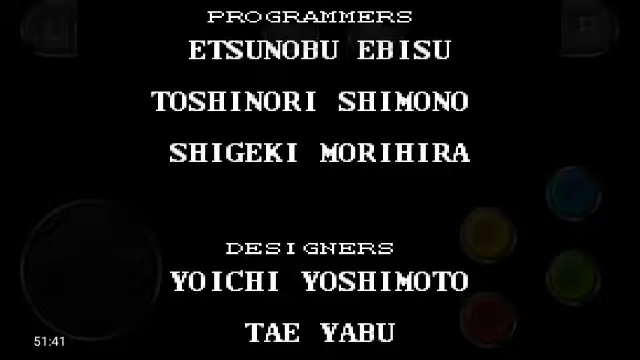 PROGRAMMERS
ETSUNOBU EBISU
TOSHINORI SHIMONO
SHIGEKI MORIHIRA
DESIGNERS
YOICHI YOSHIMOTO
TAE YABU
51:41